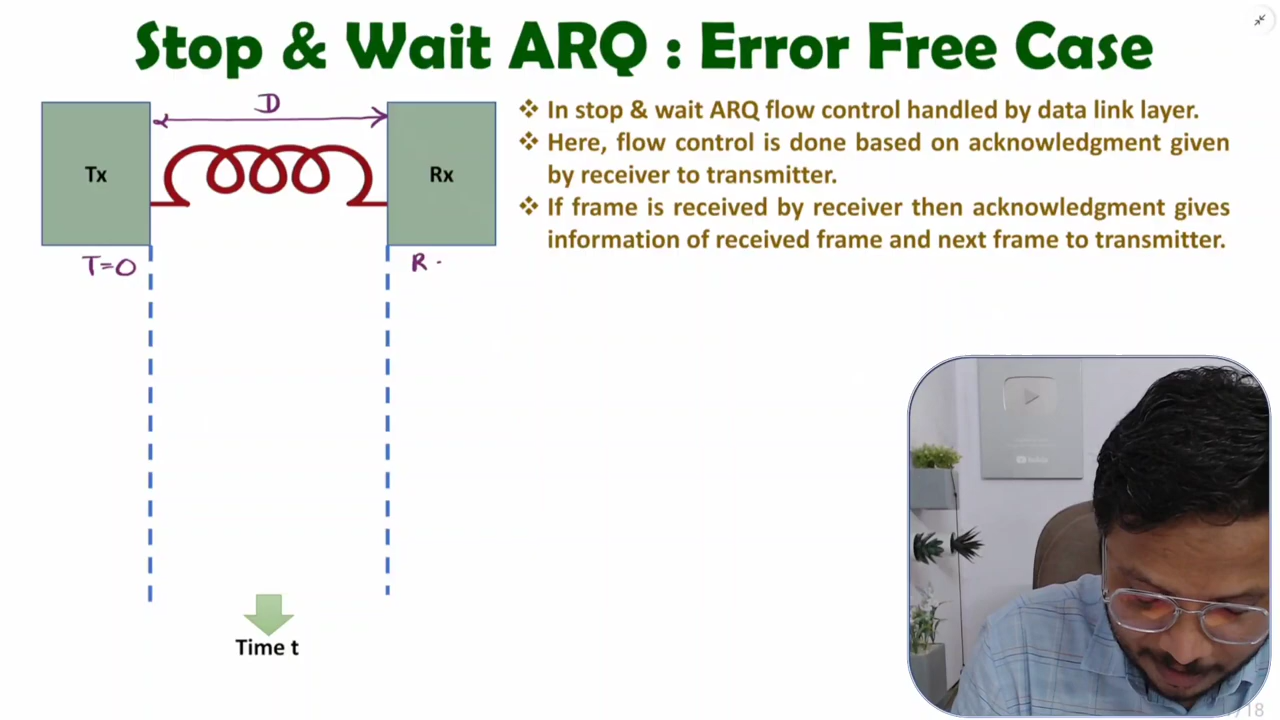 Stop & Wait ARQ : Error Free Case
D
Tx
Rx
T=0
R -
❖ In stop & wait ARQ flow control handled by data link layer.
❖ Here, flow control is done based on acknowledgment given
by receiver to transmitter.
❖ If frame is received by receiver then acknowledgment gives
information of received frame and next frame to transmitter.
Time t
YouTube
/18